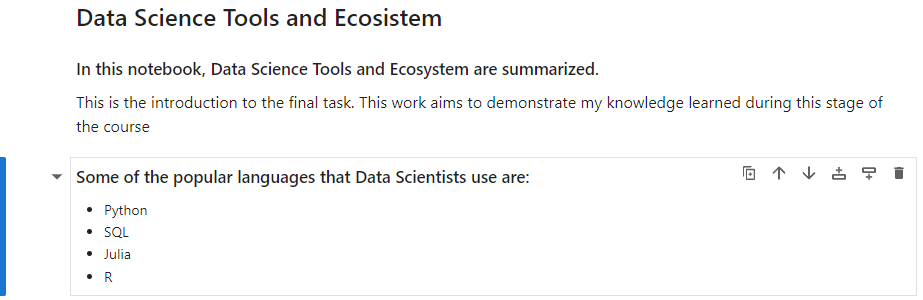 Data Science Tools and Ecosistem
In this notebook, Data Science Tools and Ecosystem are summarized.
This is the introduction to the final task. This work aims to demonstrate my knowledge learned during this stage of
the course
Some of the popular languages that Data Scientists use are:
Python
SQL
Julia
R